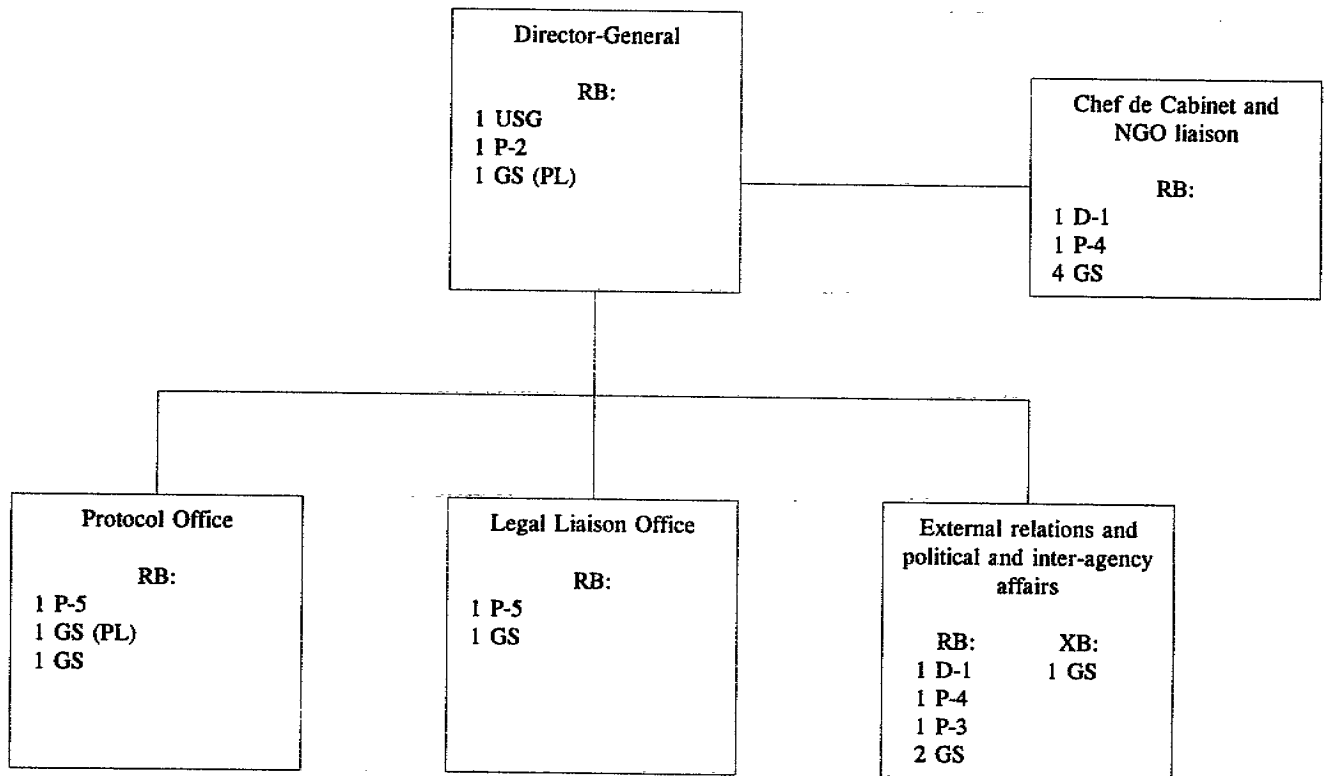 Director-General
RB:
1 USG
1 P-2
1 GS (PL)
Chef de Cabinet and
NGO liaison
RB:
1 D-1
1 P-4
4 GS
Protocol Office
RB:
1 P-5
1 GS (PL)
1 GS
Legal Liaison Office
RB:
1 P-5
1 GS
External relations and
political and inter-agency
affairs
RB: XB:
1 D-1 1 GS
1 P-4
1 P-3
2 GS